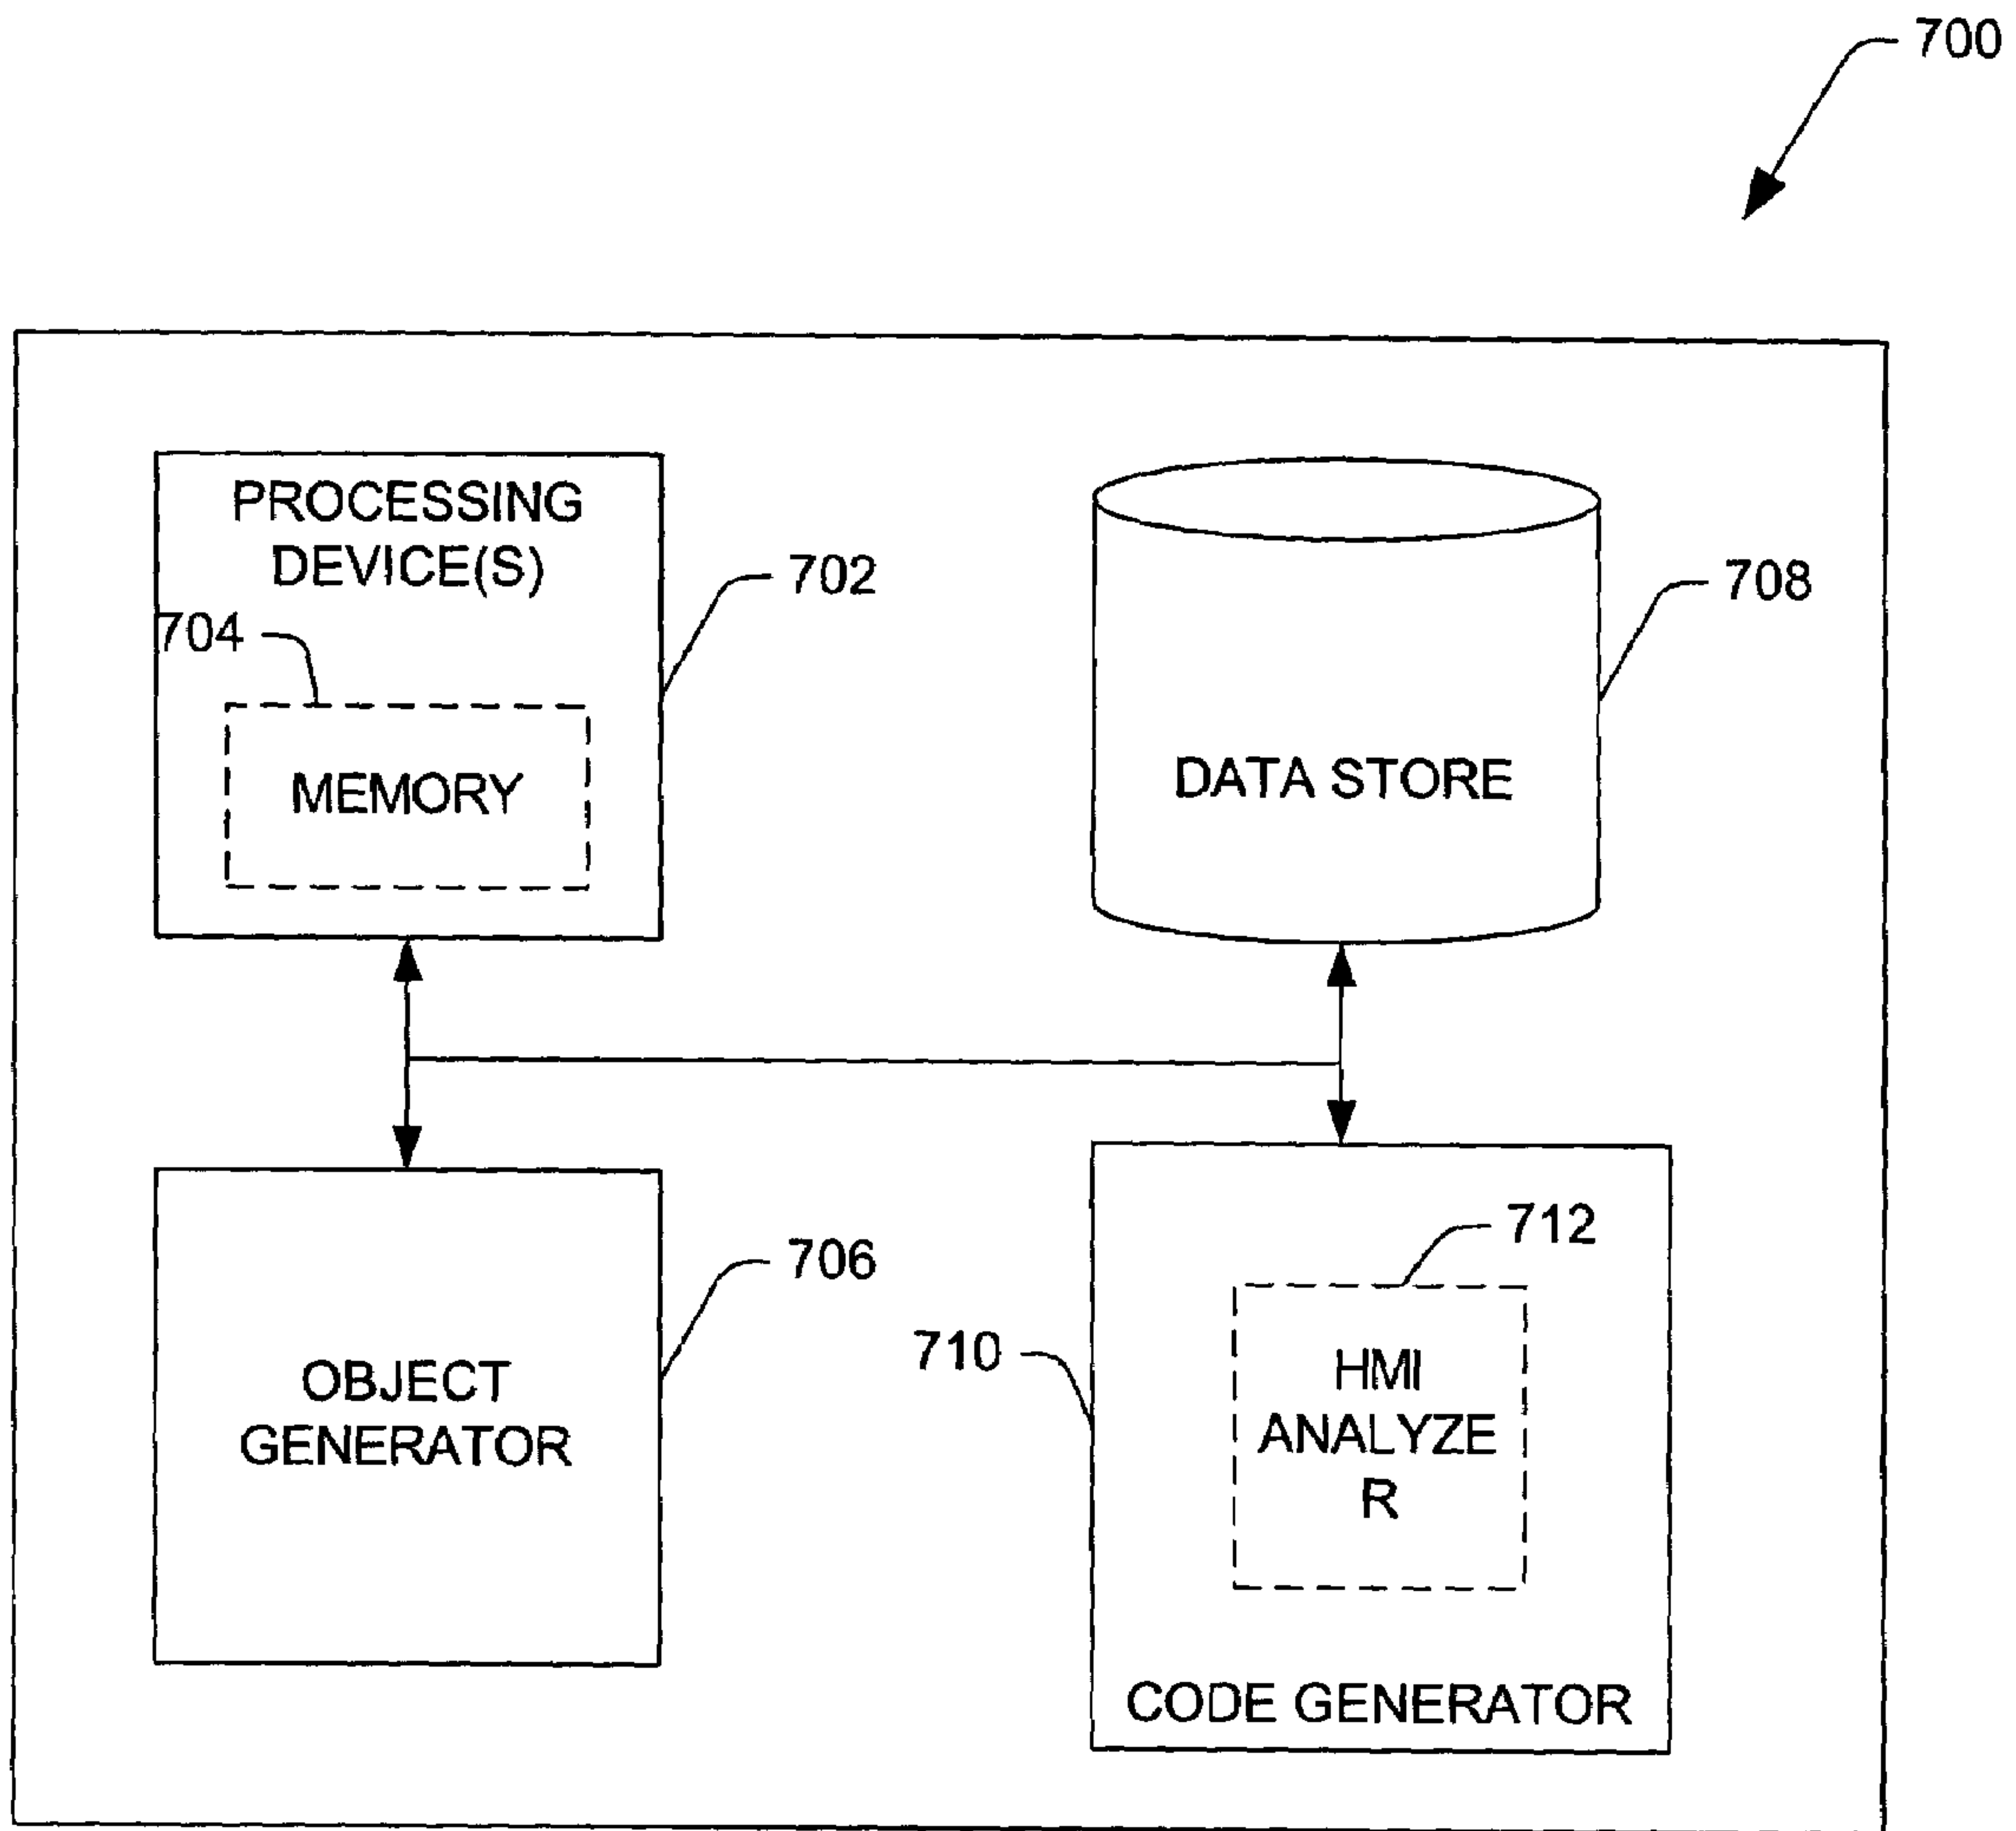 700
PROCESSING
DEVICE(S)
702
704
MEMORY
708
DATA STORE
706
OBJECT
GENERATOR
710
712
HMI
ANALYZE
R
CODE GENERATOR